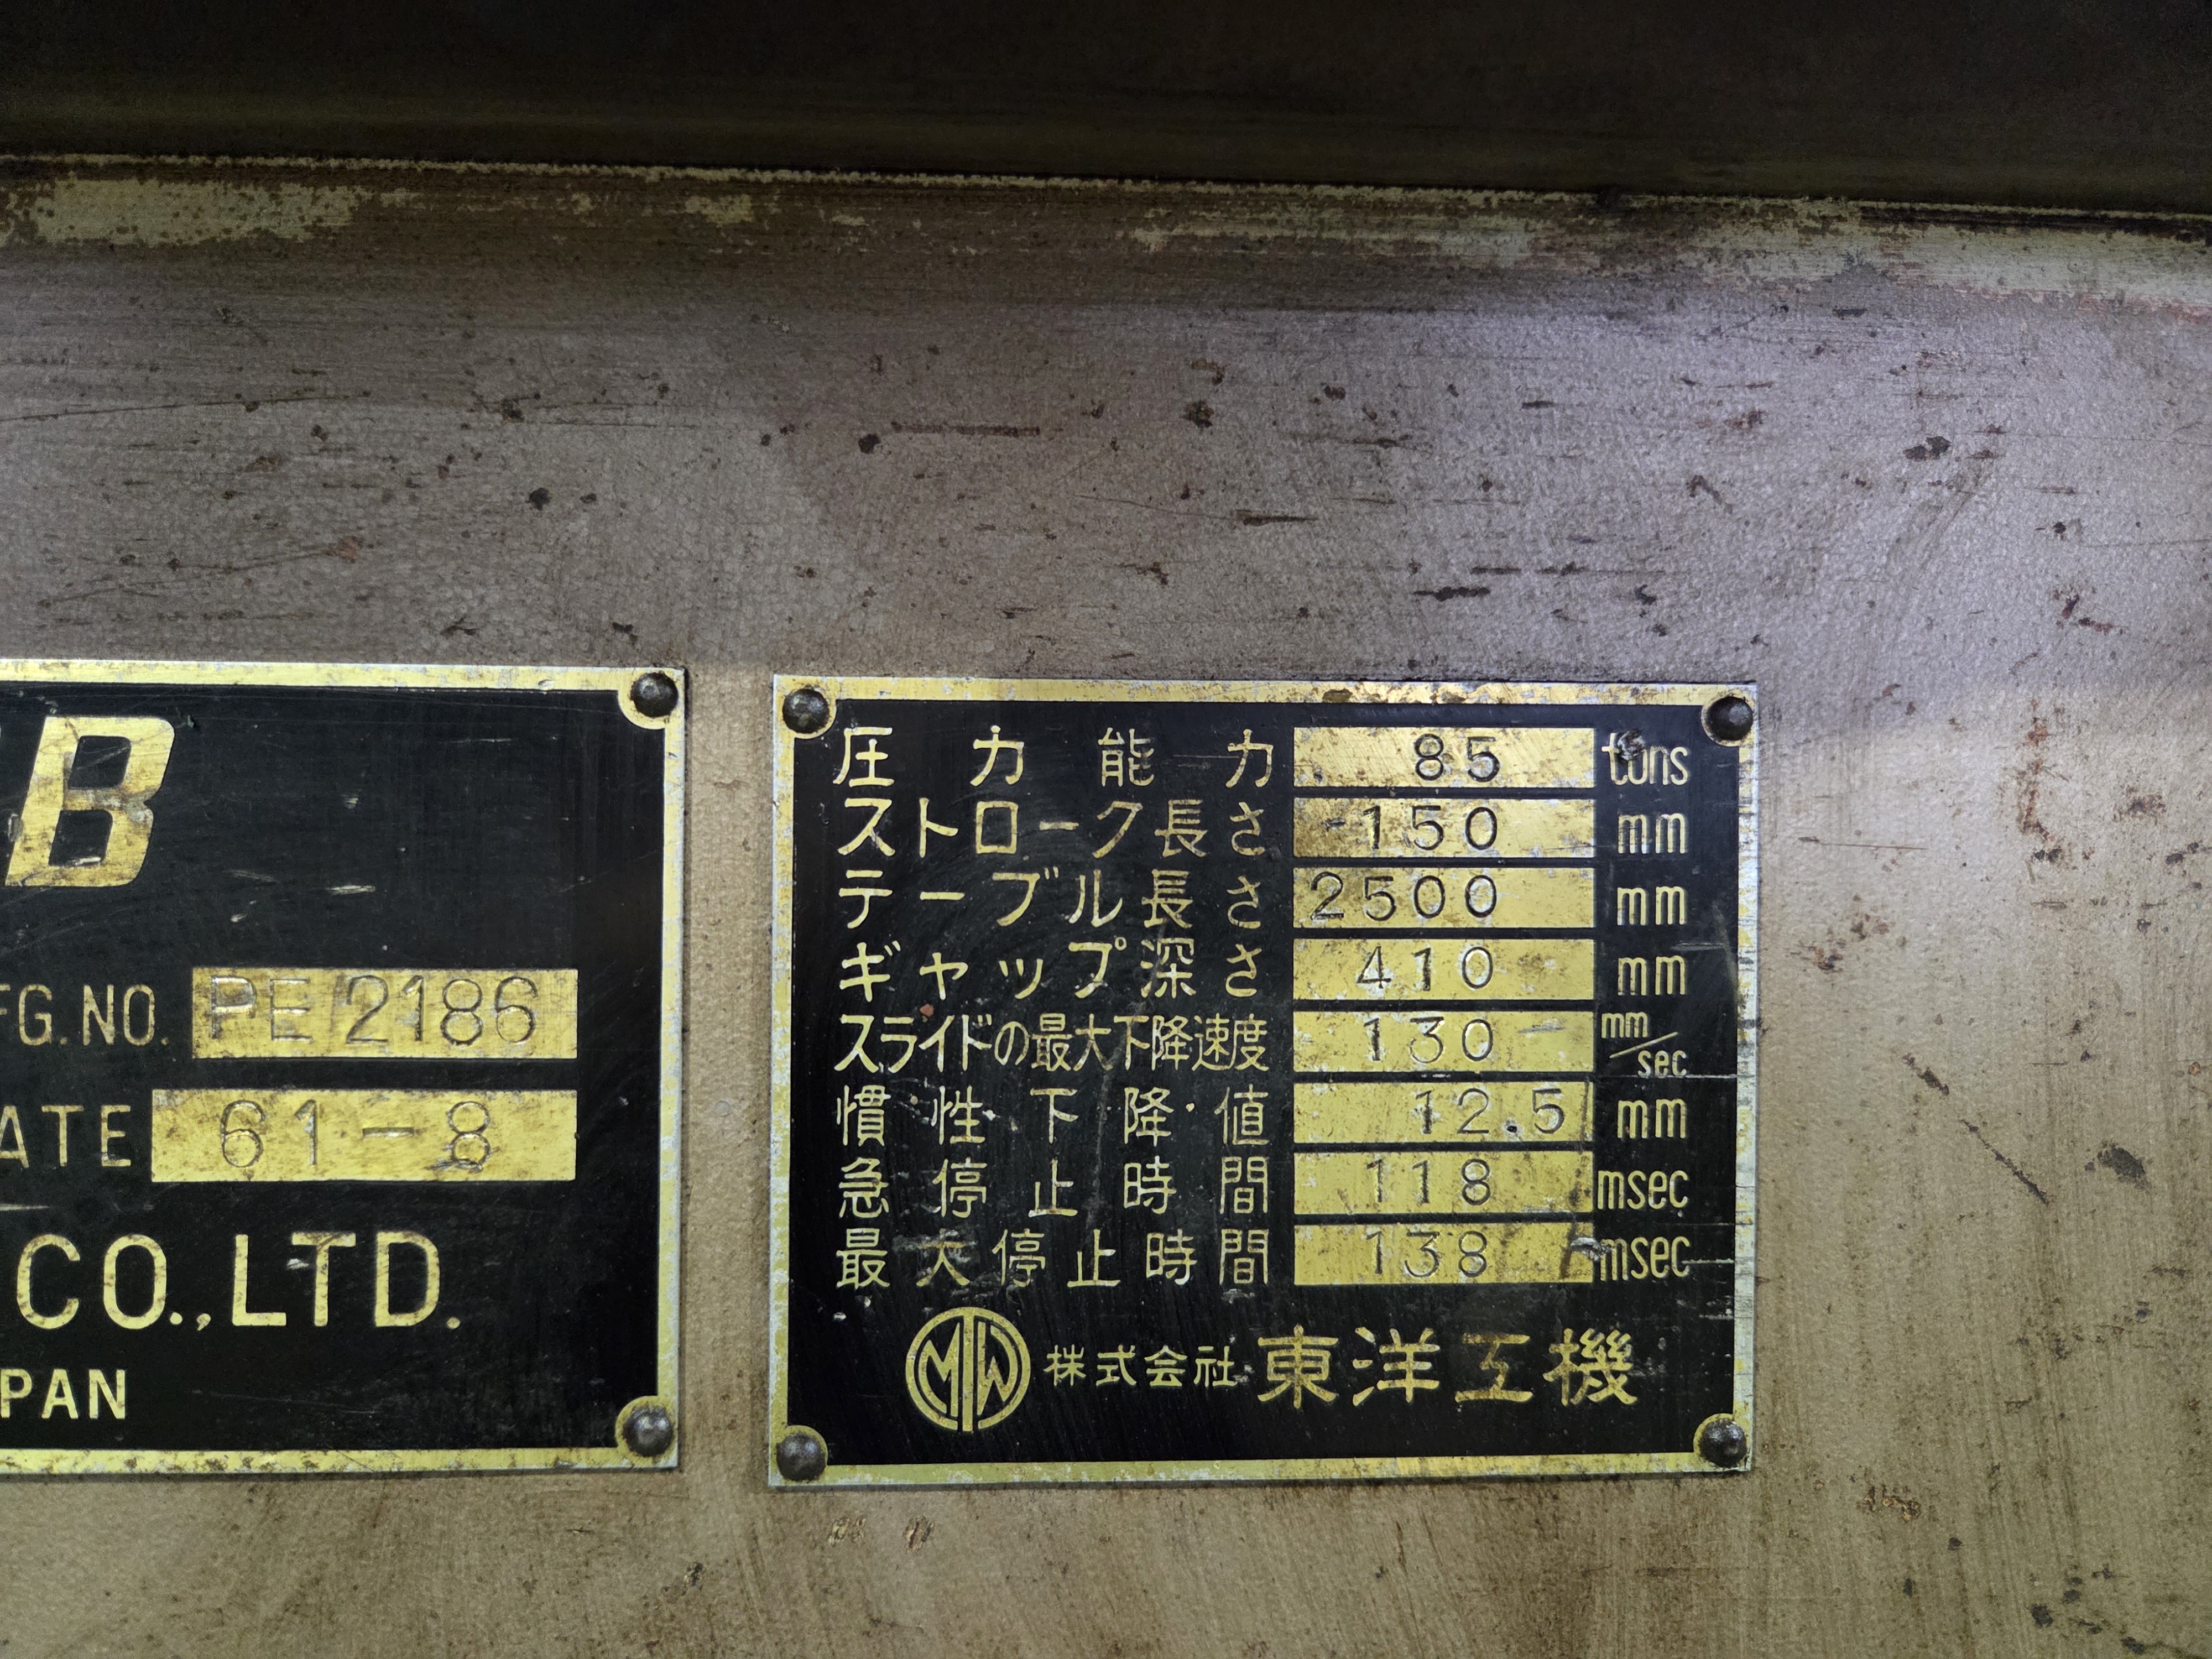 B
FG. NO. PE 2186
ATE 61-8
CO., LTD.
PAN
圧力能力 85 tons
ストローク長さ 150 mm
テーブル長さ 2500 mm
ギャップ深さ 410 mm
スライドの最大下降速度 130 mm/sec
慣性下降値 12.5 mm
急停止時間 118 msec
最大停止時間 138 msec
MTW 株式会社 東洋工機